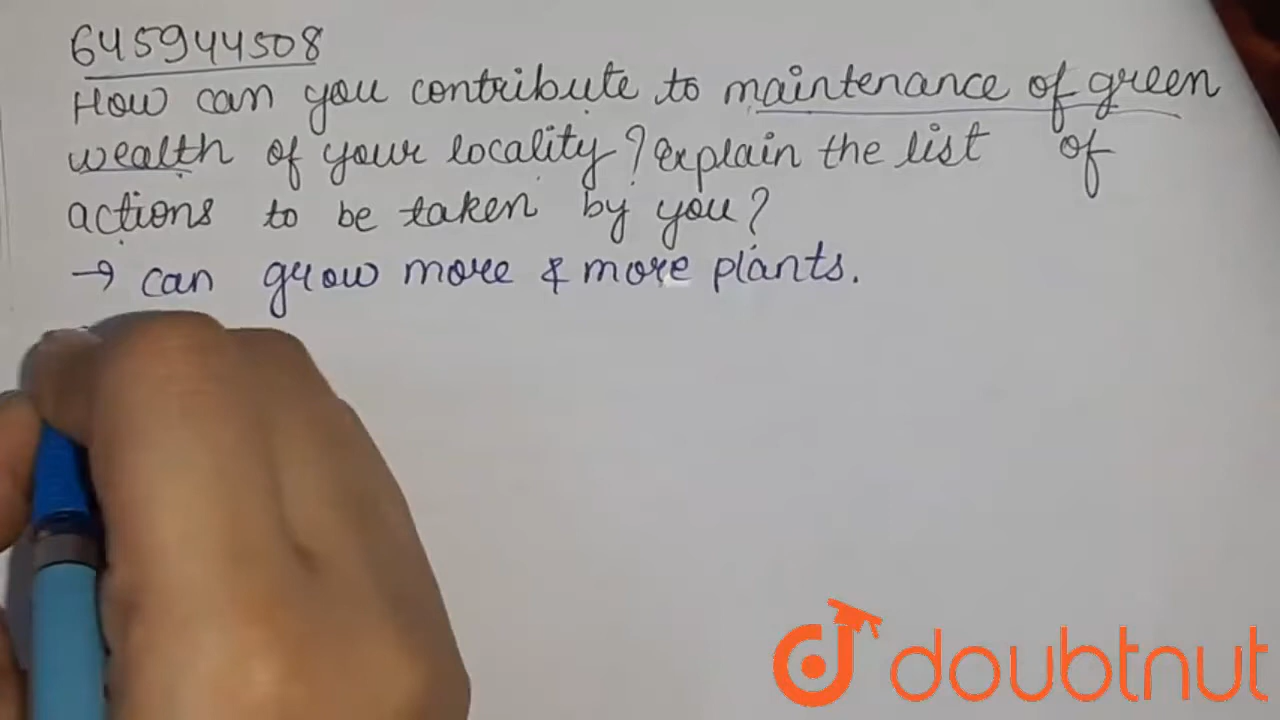 645944508
How can you contribute to maintenance of green
wealth of your locality? Explain the list of
actions to be taken by you?
→ can grow more & more plants.
doubtnut